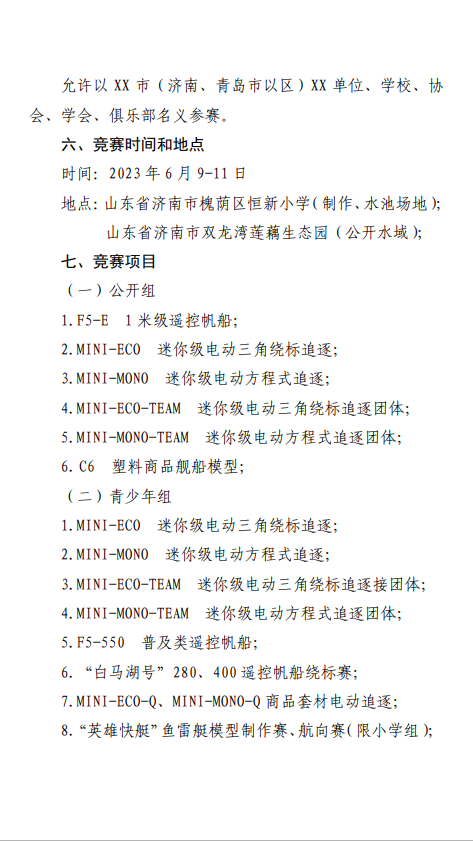 允许以 XX 市（济南、青岛市以区）XX 单位、学校、协
会、学会、俱乐部名义参赛。
六、竞赛时间和地点
时间：2023 年 6 月 9-11 日
地点：山东省济南市槐荫区恒新小学（制作、水池场地）；
山东省济南市双龙湾莲藕生态园（公开水域）；
七、竞赛项目
（一）公开组
1.F5-E 1 米级遥控帆船；
2.MINI-ECO 迷你级电动三角绕标追逐；
3.MINI-MONO 迷你级电动方程式追逐；
4.MINI-ECO-TEAM 迷你级电动三角绕标追逐团体；
5.MINI-MONO-TEAM 迷你级电动方程式追逐团体；
6. C6 塑料商品舰船模型；
（二）青少年组
1.MINI-ECO 迷你级电动三角绕标追逐；
2.MINI-MONO 迷你级电动方程式追逐；
3.MINI-ECO-TEAM 迷你级电动三角绕标追逐接团体；
4.MINI-MONO-TEAM 迷你级电动方程式追逐团体；
5.F5-550 普及类遥控帆船；
6. “白马湖号”280、400 遥控帆船绕标赛；
7.MINI-ECO-Q、MINI-MONO-Q 商品套材电动追逐；
8.“英雄快艇”鱼雷艇模型制作赛、航向赛（限小学组）；